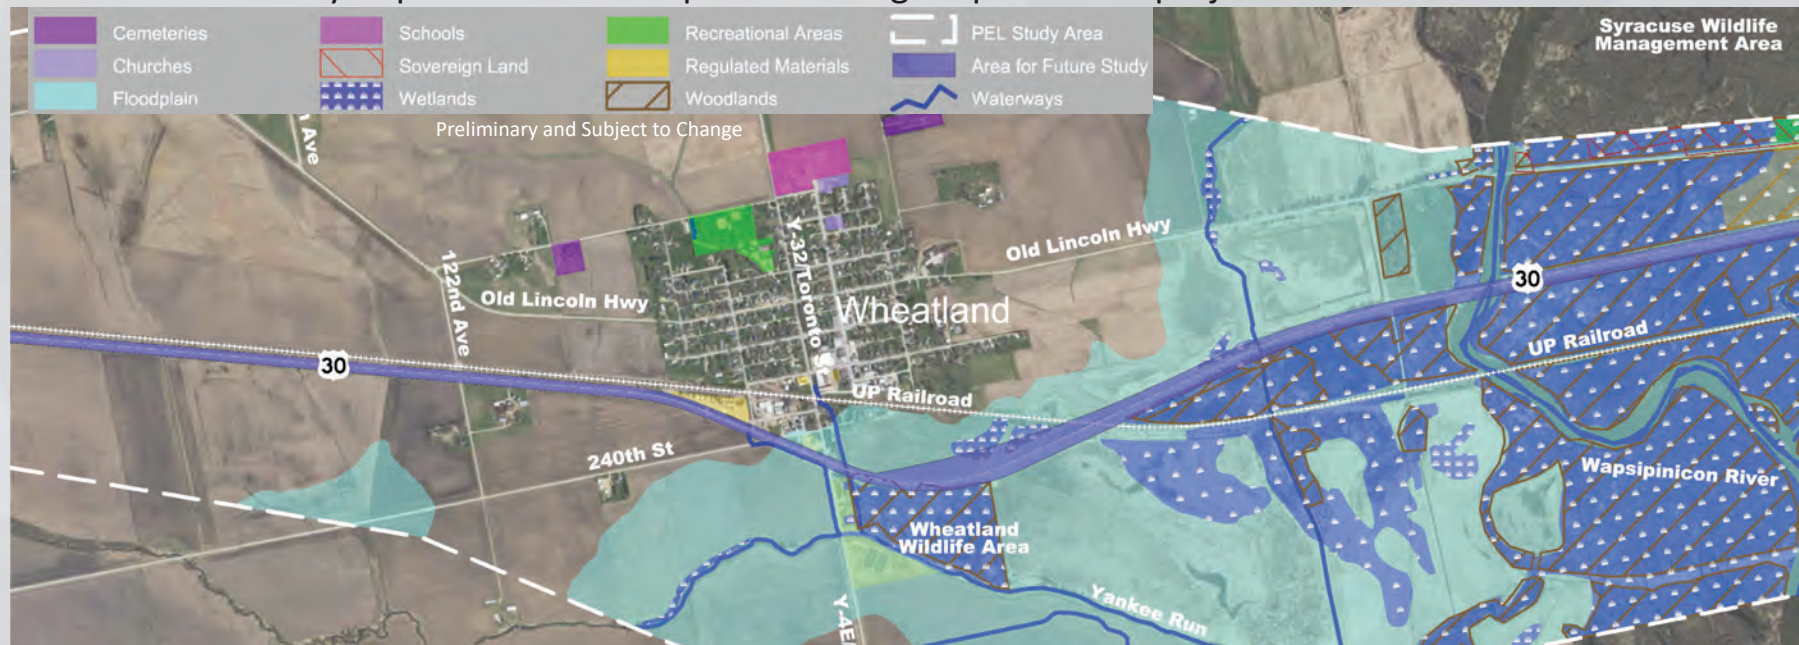 Cemeteries
Schools
Recreational Areas
PEL Study Area
Churches
Sovereign Land
Regulated Materials
Area for Future Study
Floodplain
Wetlands
Woodlands
Waterways
Preliminary and Subject to Change
Syracuse Wildlife
Management Area
Ave
122nd Ave
Old Lincoln Hwy
Y-32
Toronto
Wheatland
Old Lincoln Hwy
30
30
UP Railroad
UP Railroad
240th St
Wapsipinicon River
Wheatland
Wildlife Area
Yankee Run